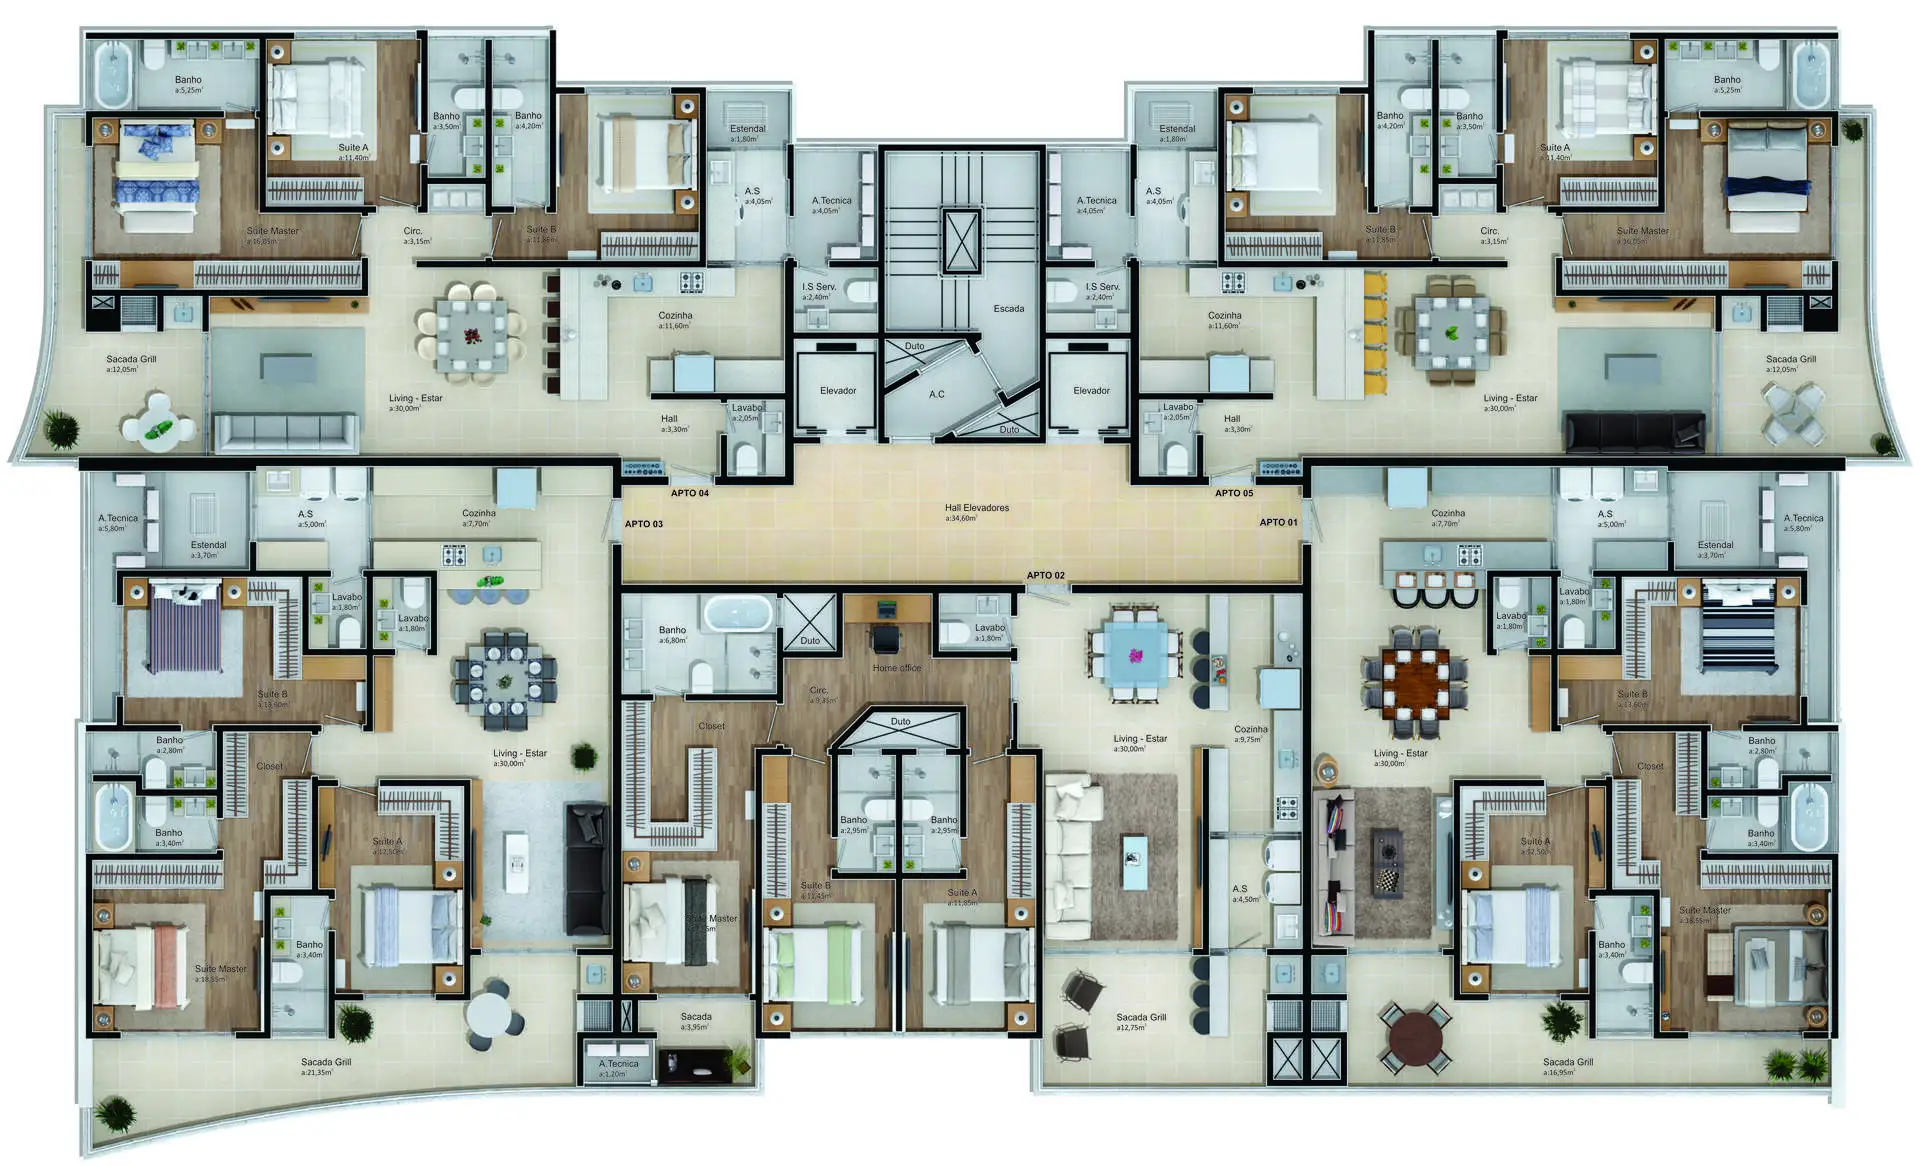 Banho
a:5,25m²
Suite A
a:11,40m²
Banho
a:3,50m²
Banho
a:4,20m²
Estendal
a:1,80m²
A.S
a:4,05m²
A.Tecnica
a:4,05m²
Suite Master
a:16,05m²
Circ.
a:3,15m²
Suite B
a:11,85m²
I.S Serv.
a:2,40m²
Cozinha
a:11,60m²
Sacada Grill
a:12,05m²
Living - Estar
a:30,00m²
Hall
a:3,30m²
Lavabo
a:2,05m²
Elevador
Duto
A.C
Duto
Escada
Elevador
A.Tecnica
a:4,05m²
Estendal
a:1,80m²
A.S
a:4,05m²
I.S Serv.
a:2,40m²
Banho
a:4,20m²
Banho
a:3,50m²
Suite A
a:11,40m²
Banho
a:5,25m²
Suite B
a:11,85m²
Circ.
a:3,15m²
Suite Master
a:16,05m²
Cozinha
a:11,60m²
Sacada Grill
a:12,05m²
Living - Estar
a:30,00m²
Lavabo
a:2,05m²
Hall
a:3,30m²
APTO 04
APTO 05
APTO 03
Hall Elevadores
a:34,60m²
APTO 01
APTO 02
A.Tecnica
a:5,80m²
Estendal
a:3,70m²
A.S
a:5,00m²
Cozinha
a:7,70m²
Lavabo
a:1,80m²
Lavabo
a:1,80m²
Suite B
a:13,60m²
Banho
a:2,80m²
Closet
Banho
a:3,40m²
Living - Estar
a:30,00m²
Suite A
a:12,50m²
Suite Master
a:18,55m²
Banho
a:3,40m²
Sacada Grill
a:21,35m²
A.Tecnica
a:1,20m²
Banho
a:6,80m²
Duto
Home office
Lavabo
a:1,80m²
Circ.
a:9,35m²
Closet
Duto
Banho
a:2,95m²
Banho
a:2,95m²
Suite B
a:11,45m²
Suite A
a:11,85m²
Suite Master
Sacada
a:3,95m²
Living - Estar
a:30,00m²
Cozinha
a:9,75m²
A.S
a:4,50m²
Sacada Grill
a12,75m²
Cozinha
a:7,70m²
A.S
a:5,00m²
Estendal
a:3,70m²
A.Tecnica
a:5,80m²
Lavabo
a:1,80m²
Lavabo
a:1,80m²
Suite B
a:13,60m²
Living - Estar
a:30,00m²
Closet
Banho
a:2,80m²
Banho
a:3,40m²
Suite A
a:12,50m²
Suite Master
a:18,55m²
Banho
a:3,40m²
Sacada Grill
a:16,95m²